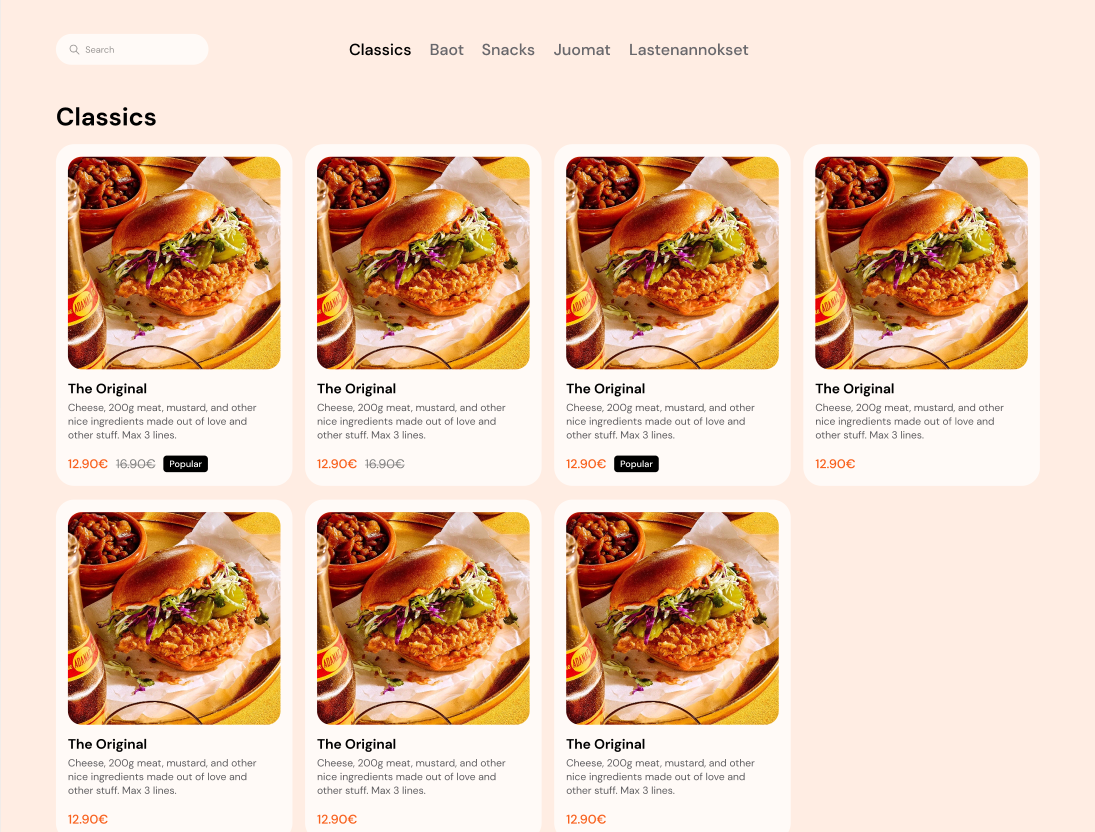 Search
Classics Baot Snacks Juomat Lastenannokset
Classics
The Original
Cheese, 200g meat, mustard, and other
nice ingredients made out of love and
other stuff. Max 3 lines.
12.90€ 16.90€ Popular
The Original
Cheese, 200g meat, mustard, and other
nice ingredients made out of love and
other stuff. Max 3 lines.
12.90€ 16.90€
The Original
Cheese, 200g meat, mustard, and other
nice ingredients made out of love and
other stuff. Max 3 lines.
12.90€ Popular
The Original
Cheese, 200g meat, mustard, and other
nice ingredients made out of love and
other stuff. Max 3 lines.
12.90€
The Original
Cheese, 200g meat, mustard, and other
nice ingredients made out of love and
other stuff. Max 3 lines.
12.90€
The Original
Cheese, 200g meat, mustard, and other
nice ingredients made out of love and
other stuff. Max 3 lines.
12.90€
The Original
Cheese, 200g meat, mustard, and other
nice ingredients made out of love and
other stuff. Max 3 lines.
12.90€